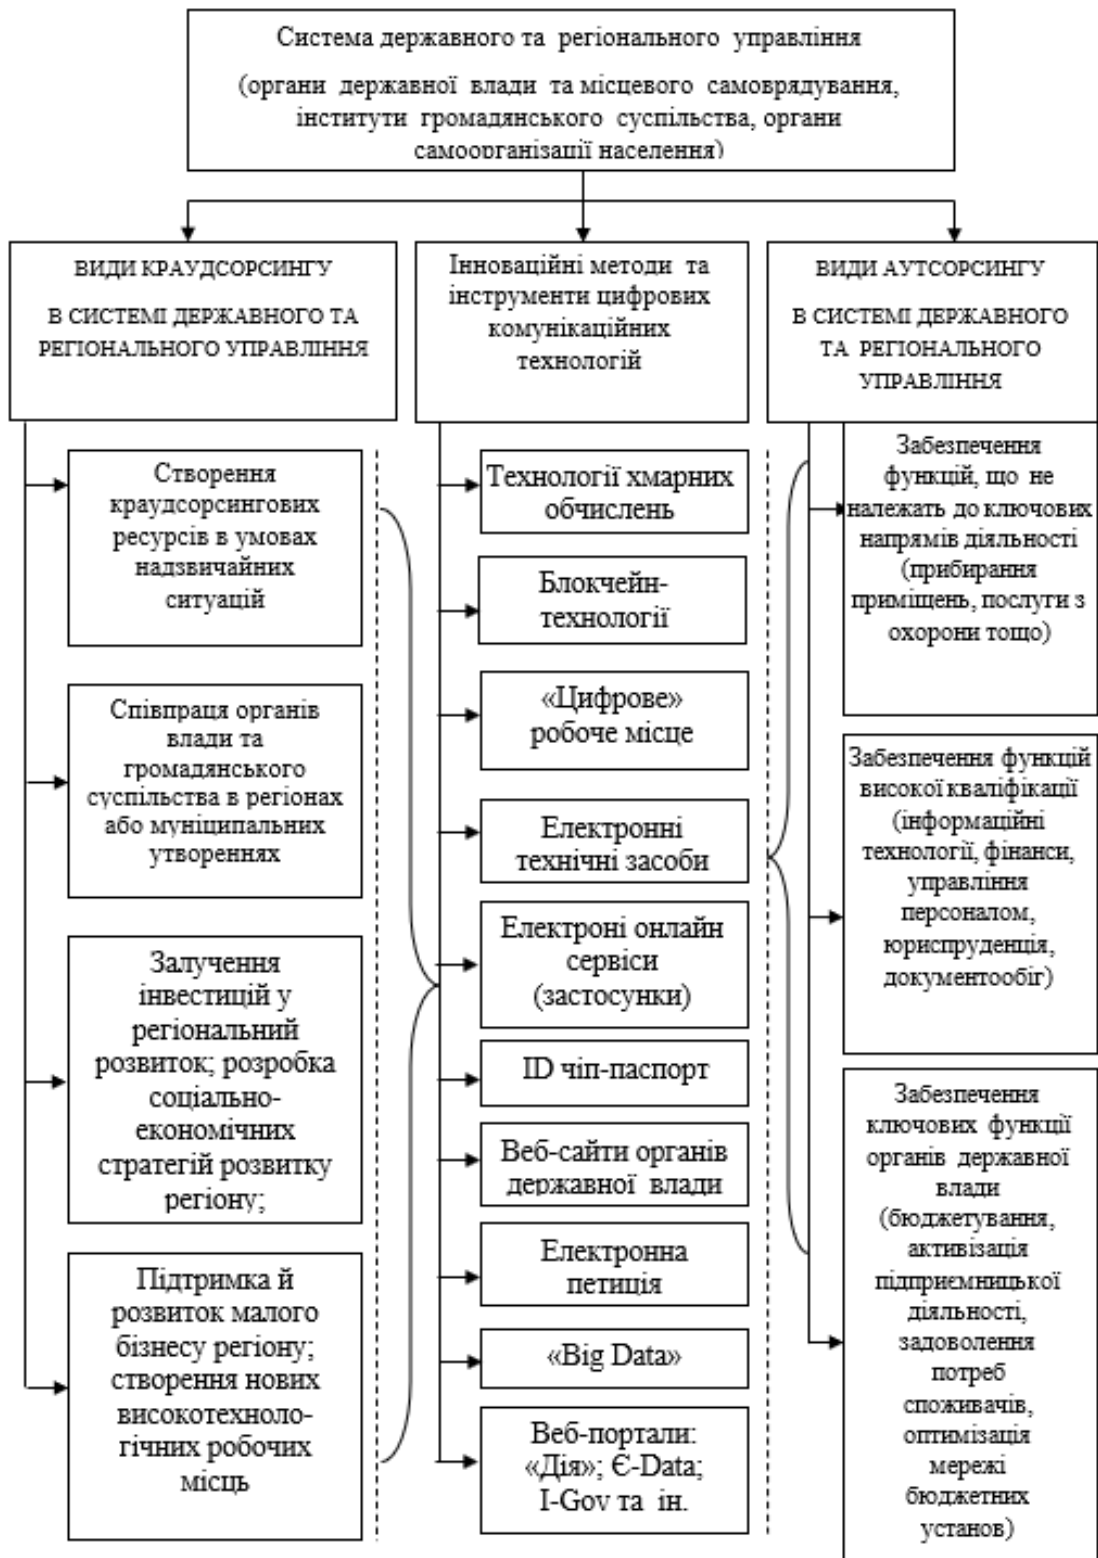 Система державного та регіонального управління
(органи державної влади та місцевого самоврядування,
інститути громадянського суспільства, органи
самоорганізації населення)
ВИДИ КРАУДСОРСИНГУ
В СИСТЕМІ ДЕРЖАВНОГО ТА
РЕГІОНАЛЬНОГО УПРАВЛІННЯ
Створення
краудсорсингових
ресурсів в умовах
надзвичайних
ситуацій
Співпраця органів
влади та
громадянського
суспільства в регіонах
або муніципальних
утвореннях
Залучення
інвестицій у
регіональний
розвиток; розробка
соціально-
економічних
стратегій розвитку
регіону;
Підтримка й
розвиток малого
бізнесу регіону;
створення нових
високотехноло-
гічних робочих
місць
Інноваційні методи та
інструменти цифрових
комунікаційних
технологій
Технології хмарних
обчислень
Блокчейн-
технології
«Цифрове»
робоче місце
Електронні
технічні засоби
Електроні онлайн
сервіси
(застосунки)
ID чіп-паспорт
Веб-сайти органів
державної влади
Електронна
петиція
«Big Data»
Веб-портали:
«Дія»; Є-Data;
I-Gov та ін.
ВИДИ АУТСОРСИНГУ
В СИСТЕМІ ДЕРЖАВНОГО
ТА РЕГІОНАЛЬНОГО
УПРАВЛІННЯ
Забезпечення
функцій, що не
належать до ключових
напрямів діяльності
(прибирання
приміщень, послуги з
охорони тощо)
Забезпечення функцій
високої кваліфікації
(інформаційні
технології, фінанси,
управління
персоналом,
юриспруденція,
документообіг)
Забезпечення
ключових функції
органів державної
влади
(бюджетування,
активізація
підприємницької
діяльності,
задоволення
потреб
споживачів,
оптимізація
мережі
бюджетних
установ)